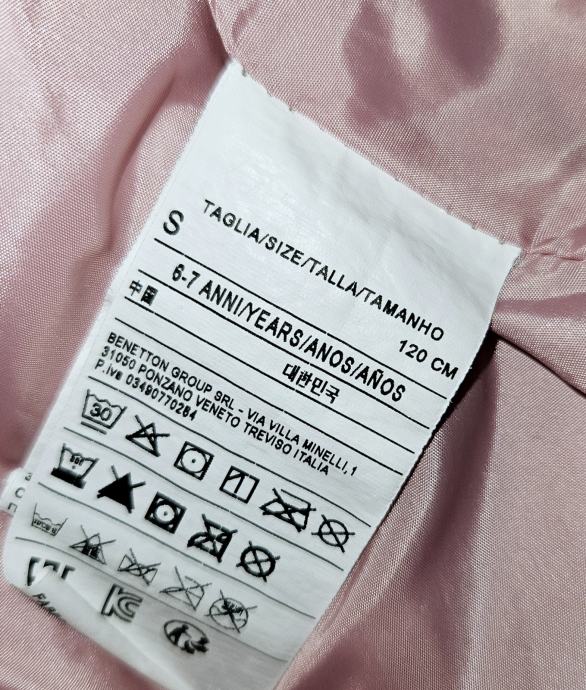 TAGLIA/SIZE/TALLA/TAMANHO
S 120 CM
6-7 ANNI/YEARS/ANOS/AÑOS
中国 대한민국
BENETTON GROUP SRL - VIA VILLA MINELLI,1
31050 PONZANO VENETO TREVISO ITALIA
P.iva 03490770264
30